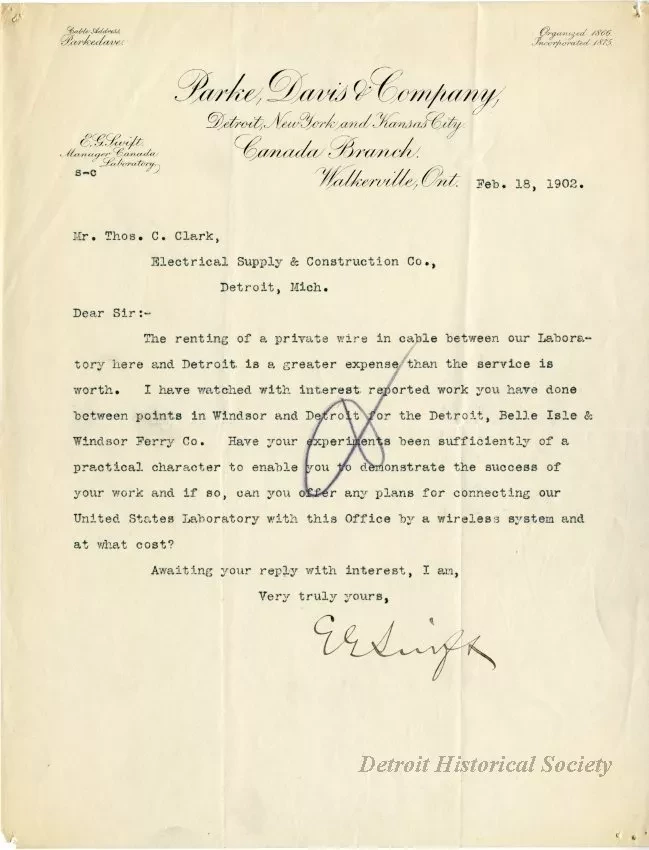 Cable Address,
Parkedave.
Organized 1866.
Incorporated 1875.
Parke, Davis & Company,
Detroit, New York, and Kansas City.
Canada Branch.
E.G. Swift.
Manager Canada
Laboratory,
S-C
Walkerville, Ont. Feb. 18, 1902.
Mr. Thos. C. Clark,
Electrical Supply & Construction Co.,
Detroit, Mich.
Dear Sir:-
The renting of a private wire in cable between our Labora-
tory here and Detroit is a greater expense than the service is
worth. I have watched with interest reported work you have done
between points in Windsor and Detroit for the Detroit, Belle Isle &
Windsor Ferry Co. Have your experiments been sufficiently of a
practical character to enable you to demonstrate the success of
your work and if so, can you offer any plans for connecting our
United States Laboratory with this Office by a wireless system and
at what cost?
Awaiting your reply with interest, I am,
Very truly yours,
E G Swift
Detroit Historical Society